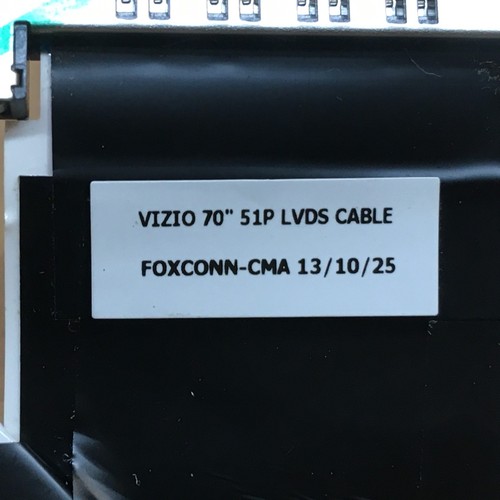 VIZIO 70" 51P LVDS CABLE
FOXCONN-CMA 13/10/25